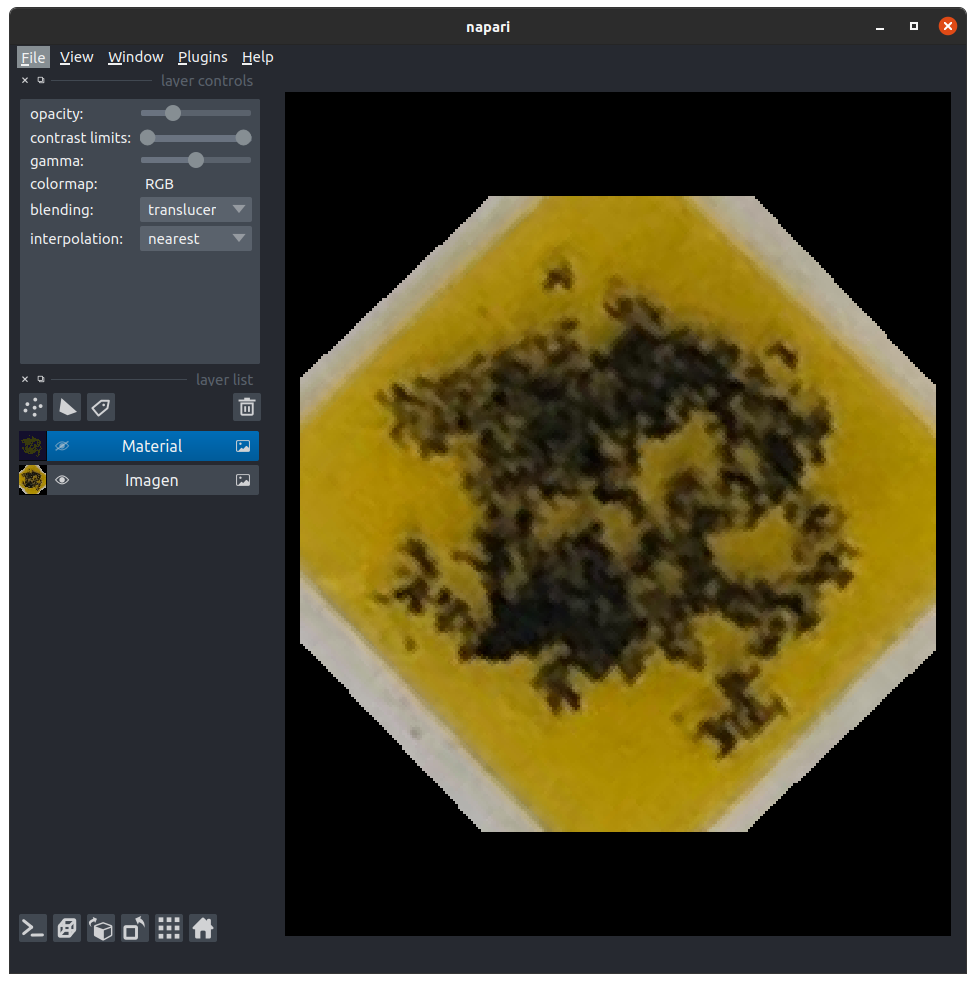 napari
File View Window Plugins Help
layer controls
opacity:
contrast limits:
gamma:
colormap: RGB
blending: translucer
interpolation: nearest
layer list
Material
Imagen